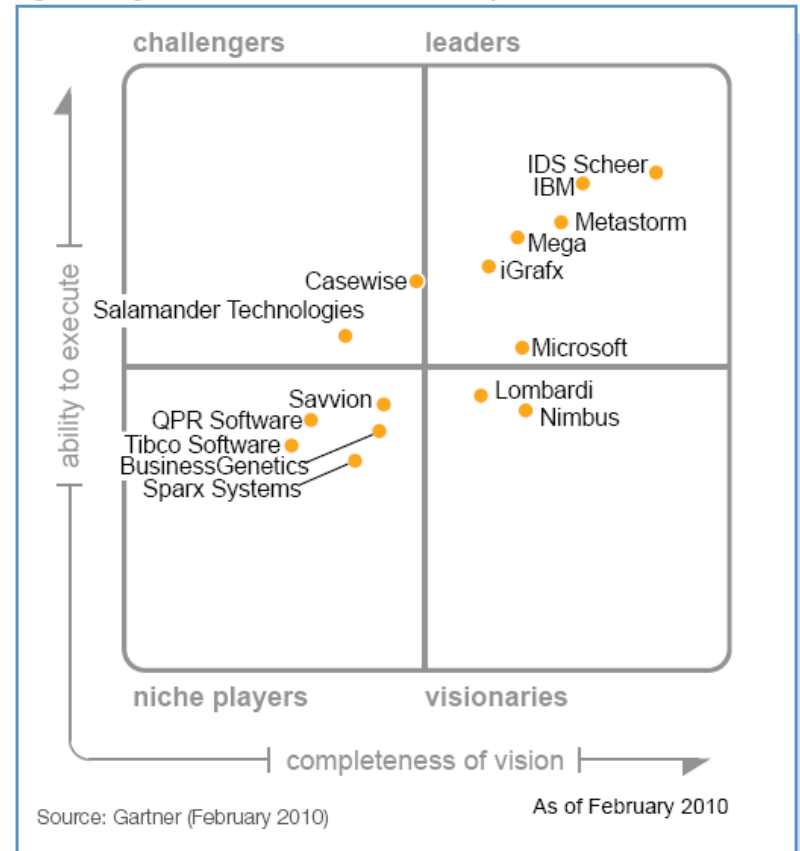 challengers
leaders
IDS Scheer
IBM
Metastorm
Mega
iGrafx
Casewise
Salamander Technologies
Microsoft
Savvion
Lombardi
QPR Software
Nimbus
Tibco Software
BusinessGenetics
Sparx Systems
ability to execute
niche players
visionaries
completeness of vision
As of February 2010
Source: Gartner (February 2010)